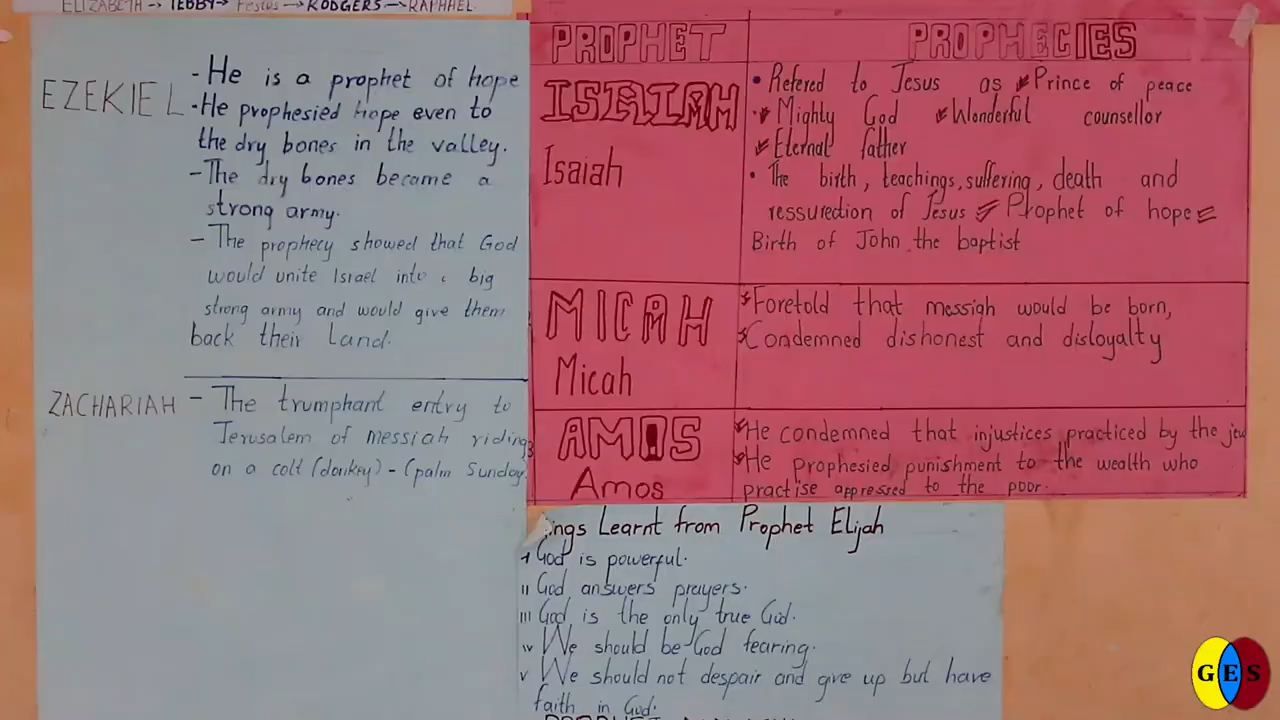 ELIZABETH → TEBBY → Festus → RODGERS → RAPHAEL
EZEKIEL
- He is a prophet of hope
- He prophesied hope even to
the dry bones in the valley.
- The dry bones became a
strong army.
- The prophecy showed that God
would unite Israel into a big
strong army and would give them
back their Land.
ZACHARIAH
- The trumphant entry to
Jerusalem of messiah riding
on a colt (donkey) - (palm Sunday
PROPHET PROPHECIES
ISAIAH
Isaiah
• Refered to Jesus as Prince of peace
Mighty God Wonderful counsellor
Eternal father
• The birth, teachings, suffering, death and
ressurection of Jesus Prophet of hope
Birth of John the baptist
MICAH
Micah
Foretold that messiah would be born,
Condemned dishonest and disloyalty
AMOS
Amos
He condemned that injustices practiced by the jew
He prophesied punishment to the wealth who
practise appressed to the poor.
ings Learnt from Prophet Elijah
I God is powerful.
II God answers prayers.
III God is the only true God.
IV We should be God fearing.
V We should not despair and give up but have
faith in God.
GES